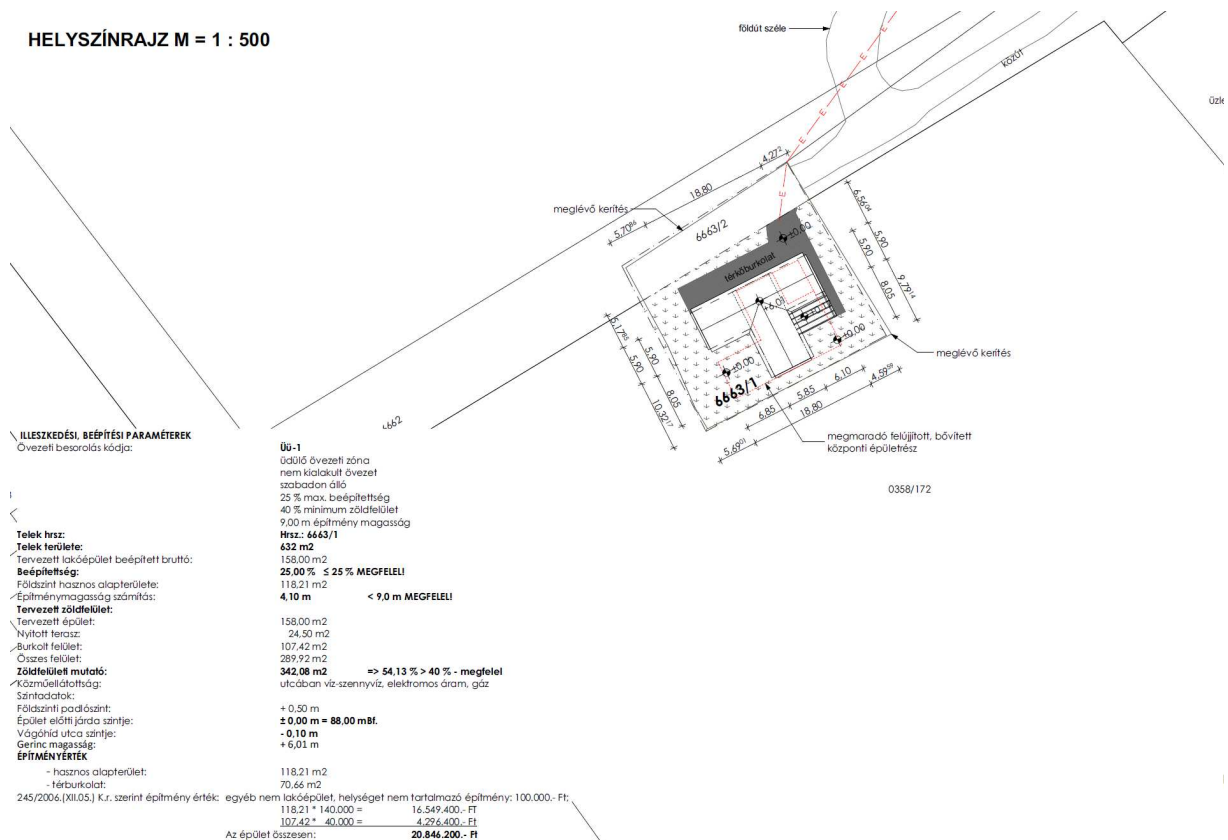 HELYSZÍNRAJZ M = 1 : 500
földút széle
közút
E
E
E
E
E
4,27²
18,80
5,70⁸⁶
meglévő kerítés
6663/2
6,56⁰⁴
5,90
5,90
9,79¹⁴
8,05
±0,00
térkőburkolat
±0,00
±0,00
meglévő kerítés
5,17⁸⁵
5,90
5,90
8,05
10,32¹⁷
6663/1
6,10
5,85
6,85
4,59⁵⁹
18,80
5,69⁰¹
megmaradó felújított, bővített
központi épületrész
6662
0358/172
ILLESZKEDÉSI, BEÉPÍTÉSI PARAMÉTEREK
Övezeti besorolás kódja: Üü-1
üdülő övezeti zóna
nem kialakult övezet
szabadon álló
25 % max. beépítettség
40 % minimum zöldfelület
9,00 m építmény magasság
Telek hrsz: Hrsz.: 6663/1
Telek területe: 632 m2
Tervezett lakóépület beépített bruttó: 158,00 m2
Beépítettség: 25,00 % ≤ 25 % MEGFELEL!
Földszint hasznos alapterülete: 118,21 m2
Építménymagasság számítás: 4,10 m < 9,0 m MEGFELEL!
Tervezett zöldfelület:
Tervezett épület: 158,00 m2
Nyitott terasz: 24,50 m2
Burkolt felület: 107,42 m2
Összes felület: 289,92 m2
Zöldfelületi mutató: 342,08 m2 => 54,13 % > 40 % - megfelel
Közműellátottság: utcában víz-szennyvíz, elektromos áram, gáz
Szintadatok:
Földszinti padlószint: + 0,50 m
Épület előtti járda szintje: ± 0,00 m = 88,00 mBf.
Vágóhíd utca szintje: - 0,10 m
Gerinc magasság: + 6,01 m
ÉPÍTMÉNYÉRTÉK
- hasznos alapterület: 118,21 m2
- térburkolat: 70,66 m2
245/2006.(XII.05.) K.r. szerint építmény érték: egyéb nem lakóépület, helységet nem tartalmazó építmény: 100.000.- Ft;
118,21 * 140.000 = 16.549.400.- FT
107,42 * 40.000 = 4.296.400.- Ft
Az épület összesen: 20.846.200.- Ft